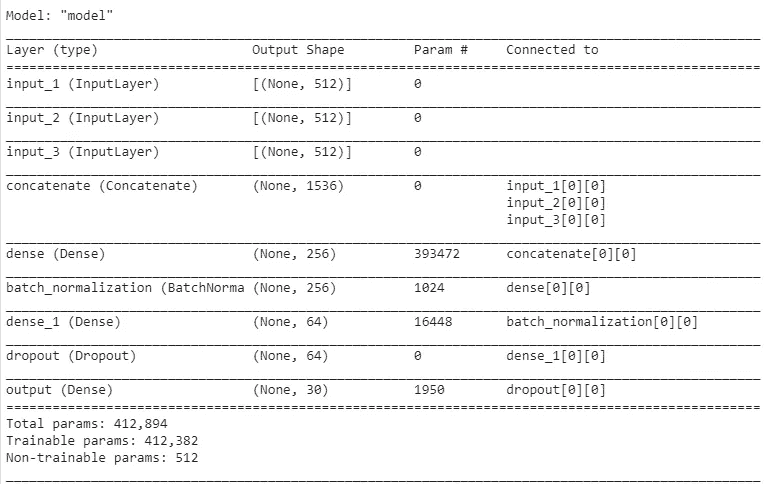 Model: "model"
Layer (type) Output Shape Param # Connected to
input_1 (InputLayer) [(None, 512)] 0
input_2 (InputLayer) [(None, 512)] 0
input_3 (InputLayer) [(None, 512)] 0
concatenate (Concatenate) (None, 1536) 0 input_1[0][0]
input_2[0][0]
input_3[0][0]
dense (Dense) (None, 256) 393472 concatenate[0][0]
batch_normalization (BatchNorma (None, 256) 1024 dense[0][0]
dense_1 (Dense) (None, 64) 16448 batch_normalization[0][0]
dropout (Dropout) (None, 64) 0 dense_1[0][0]
output (Dense) (None, 30) 1950 dropout[0][0]
Total params: 412,894
Trainable params: 412,382
Non-trainable params: 512